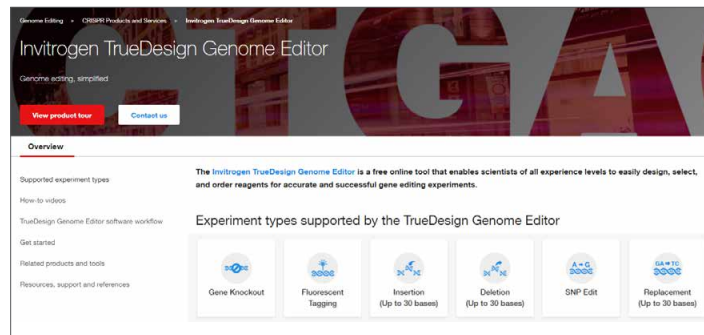 Genome Editing › CRISPR Products and Services › Invitrogen TrueDesign Genome Editor
Invitrogen TrueDesign Genome Editor
Genome editing, simplified
View product tour
Contact us
CTGA
Overview
Supported experiment types
How-to videos
TrueDesign Genome Editor software workflow
Get started
Related products and tools
Resources, support and references
The Invitrogen TrueDesign Genome Editor is a free online tool that enables scientists of all experience levels to easily design, select,
and order reagents for accurate and successful gene editing experiments.
Experiment types supported by the TrueDesign Genome Editor
Gene Knockout
Fluorescent
Tagging
Insertion
(Up to 30 bases)
Deletion
(Up to 30 bases)
A→G
SNP Edit
GA→TC
Replacement
(Up to 30 bases)